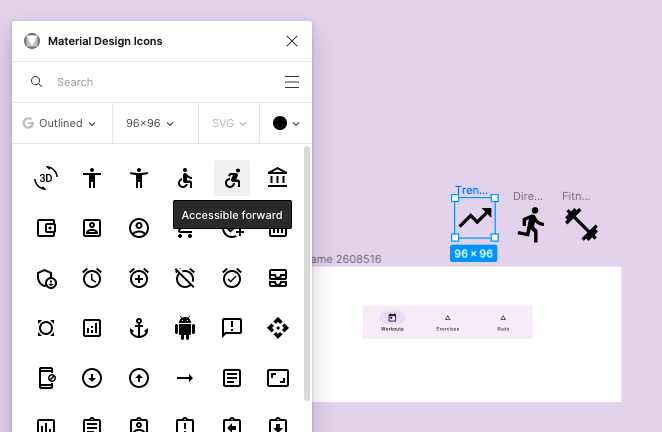 Material Design Icons
Search
Outlined
96×96
SVG
3D
Accessible forward
Tren...
Dire...
Fitn...
96 × 96
ame 2608516
Workouts
Exercises
Stats